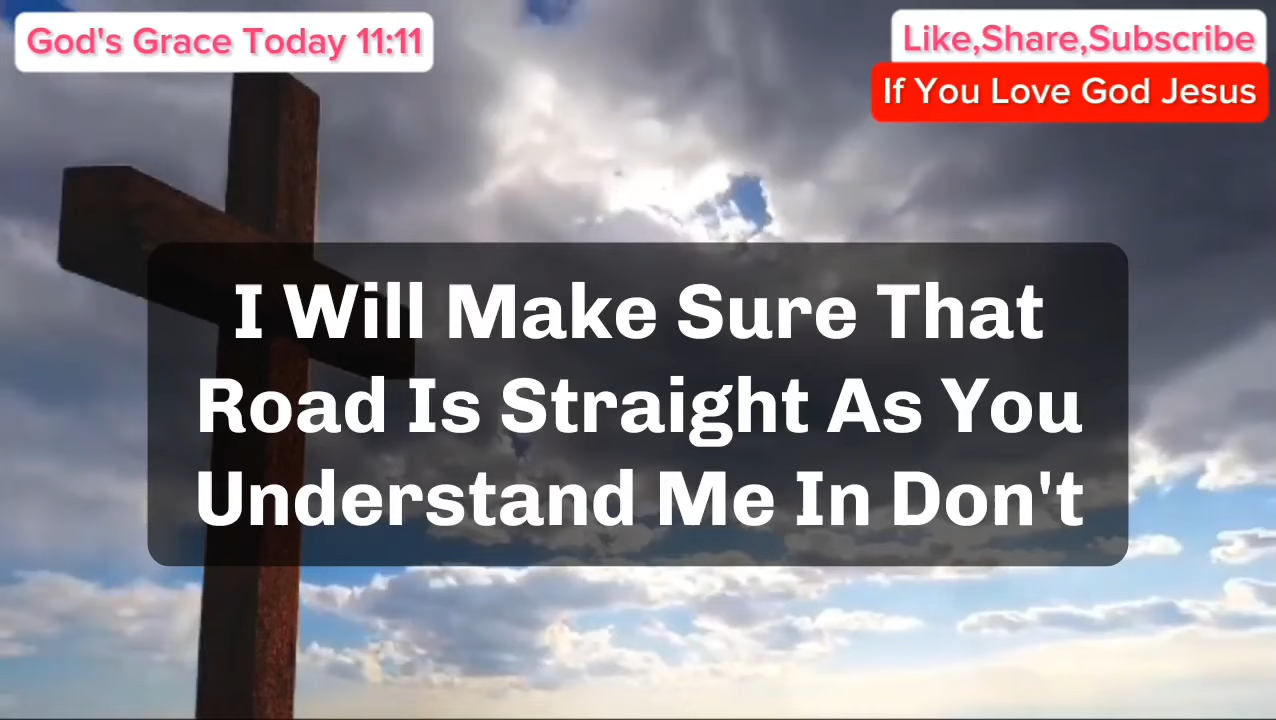 God's Grace Today 11:11
Like,Share,Subscribe
If You Love God Jesus
I Will Make Sure That
Road Is Straight As You
Understand Me In Don't